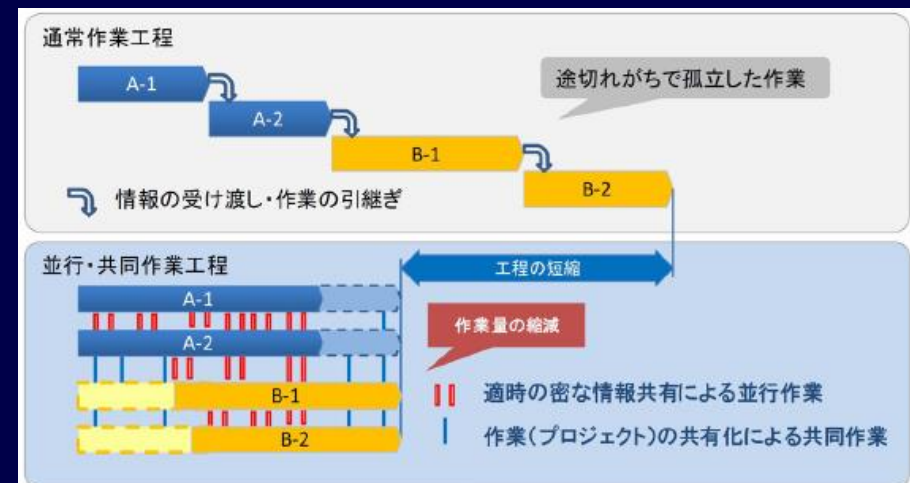 通常作業工程
A-1
途切れがちで孤立した作業
A-2
B-1
B-2
情報の受け渡し・作業の引継ぎ
並行・共同作業工程
工程の短縮
A-1
作業量の縮減
A-2
B-1
適時の密な情報共有による並行作業
B-2
作業(プロジェクト)の共有化による共同作業